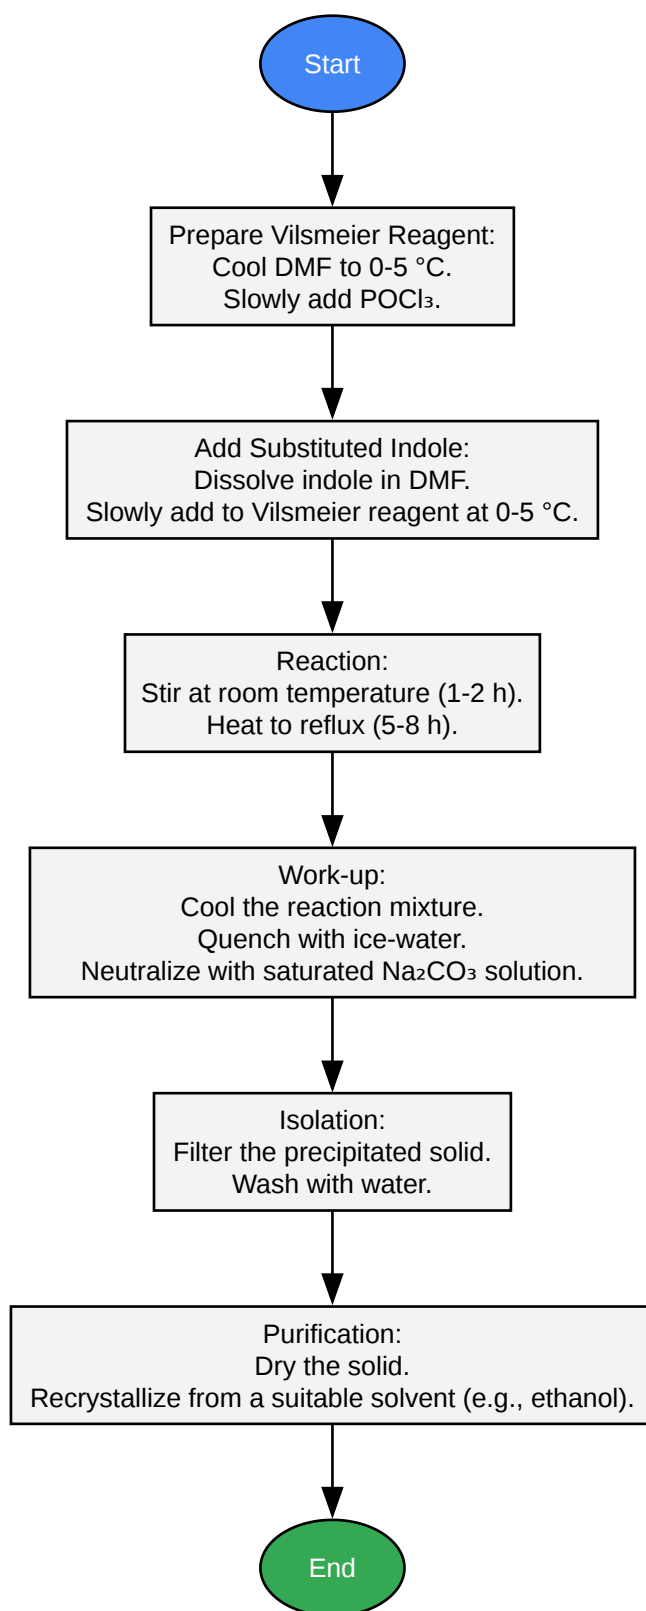 Start
Prepare Vilsmeier Reagent:
Cool DMF to 0-5 °C.
Slowly add POCl₃.
Add Substituted Indole:
Dissolve indole in DMF.
Slowly add to Vilsmeier reagent at 0-5 °C.
Reaction:
Stir at room temperature (1-2 h).
Heat to reflux (5-8 h).
Work-up:
Cool the reaction mixture.
Quench with ice-water.
Neutralize with saturated Na₂CO₃ solution.
Isolation:
Filter the precipitated solid.
Wash with water.
Purification:
Dry the solid.
Recrystallize from a suitable solvent (e.g., ethanol).
End